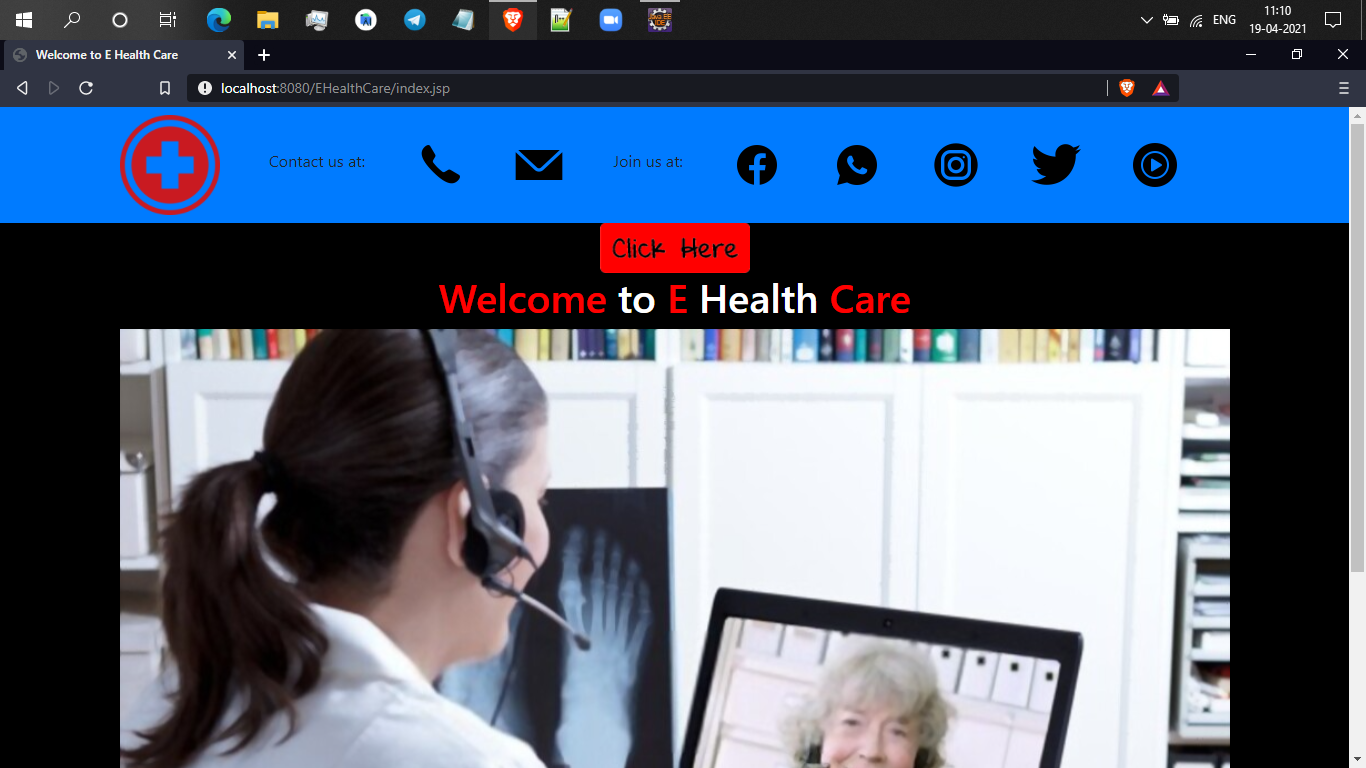 ENG
11:10
19-04-2021
Welcome to E Health Care
localhost:8080/EHealthCare/index.jsp
Contact us at:
Join us at:
Click Here
Welcome to E Health Care